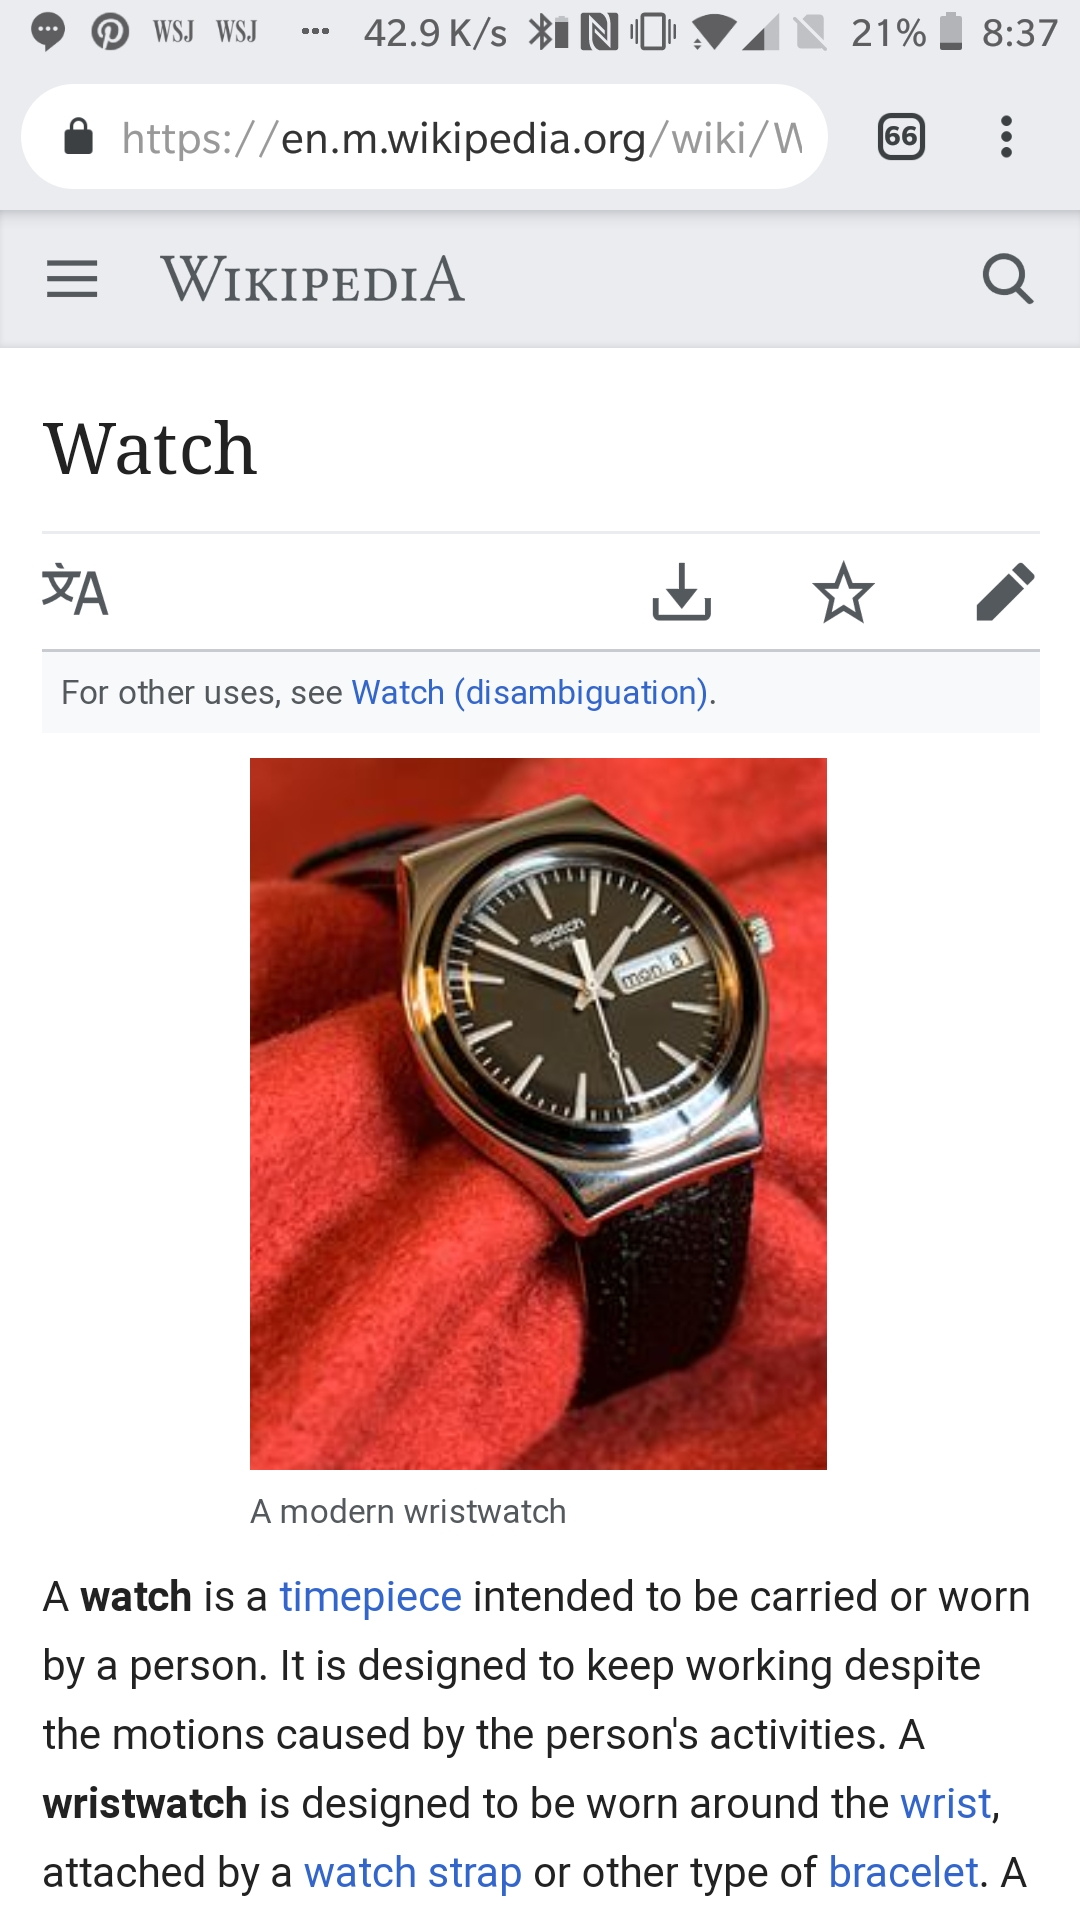 WSJ WSJ ... 42.9 K/s 21% 8:37
https://en.m.wikipedia.org/wiki/W
66
WIKIPEDIA
Watch
文A
For other uses, see Watch (disambiguation).
swatch
mon 8
A modern wristwatch
A watch is a timepiece intended to be carried or worn
by a person. It is designed to keep working despite
the motions caused by the person's activities. A
wristwatch is designed to be worn around the wrist,
attached by a watch strap or other type of bracelet. A